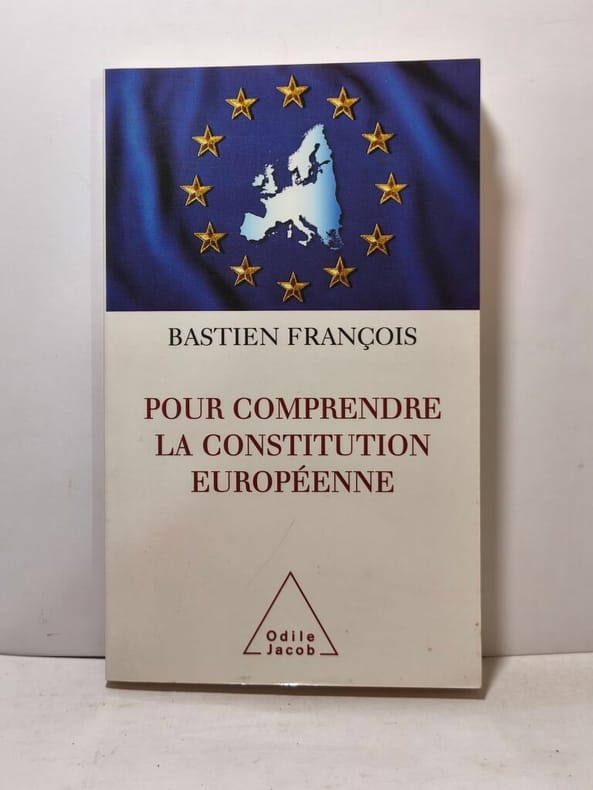 BASTIEN FRANÇOIS
POUR COMPRENDRE
LA CONSTITUTION
EUROPÉENNE
Odile
Jacob